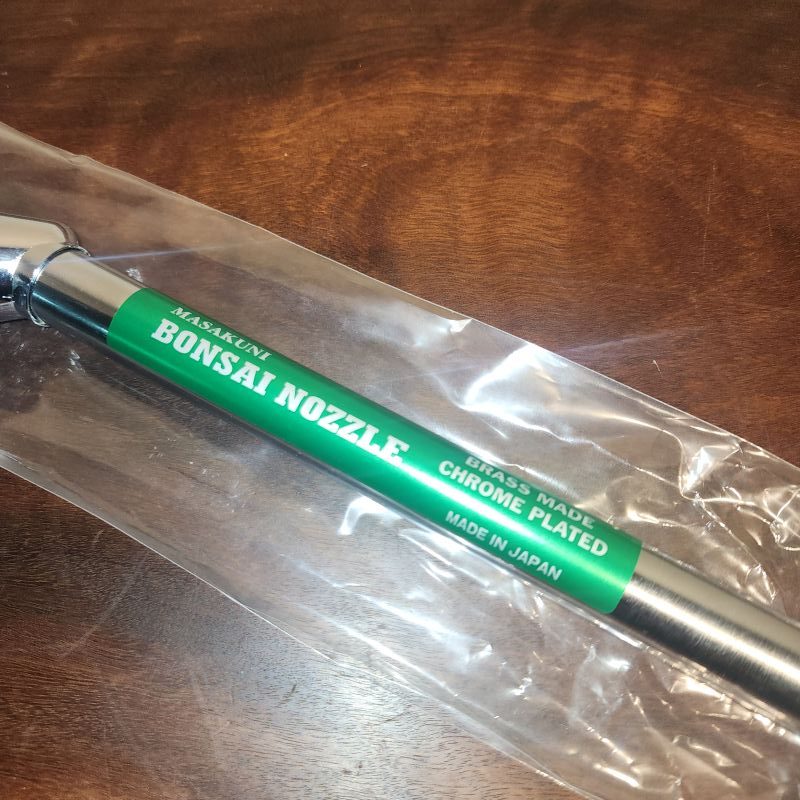 MASAKUNI
BONSAI NOZZLE
BRASS MADE
CHROME PLATED
MADE IN JAPAN